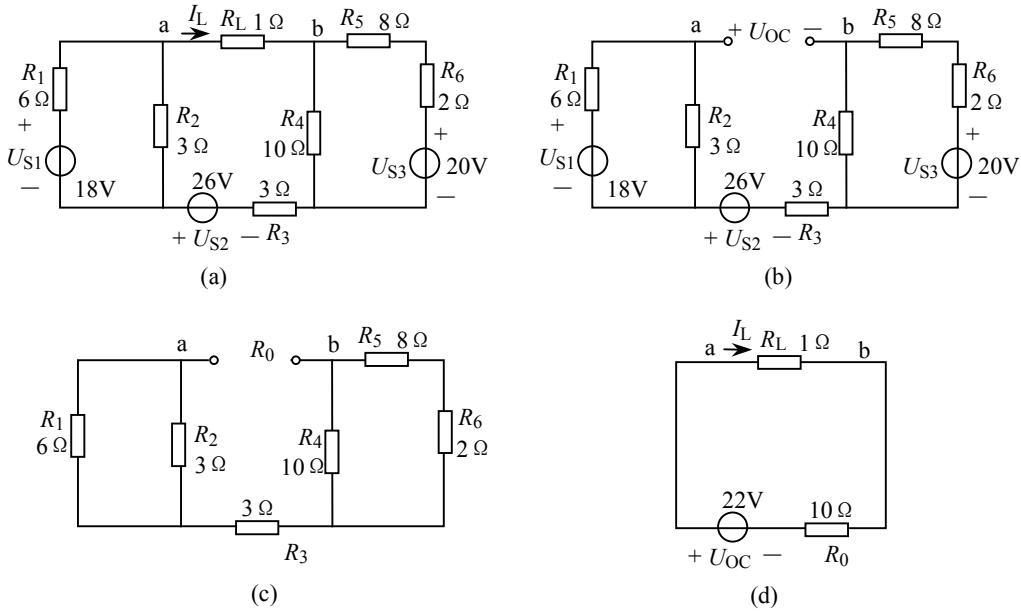 a I_L R_L 1 Ω b R_5 8 Ω
R_1
6 Ω
+
U_S1
−
18V
R_2
3 Ω
26V
+ U_S2 −
3 Ω
R_3
R_4
10 Ω
R_6
2 Ω
+
U_S3 20V
−
(a)
a + U_OC − b R_5 8 Ω
R_1
6 Ω
+
U_S1
−
18V
R_2
3 Ω
26V
+ U_S2 −
3 Ω
R_3
R_4
10 Ω
R_6
2 Ω
+
U_S3 20V
−
(b)
a R_0 b R_5 8 Ω
R_1
6 Ω
R_2
3 Ω
3 Ω
R_3
R_4
10 Ω
R_6
2 Ω
(c)
a I_L R_L 1 Ω b
22V 10 Ω
+ U_OC − R_0
(d)